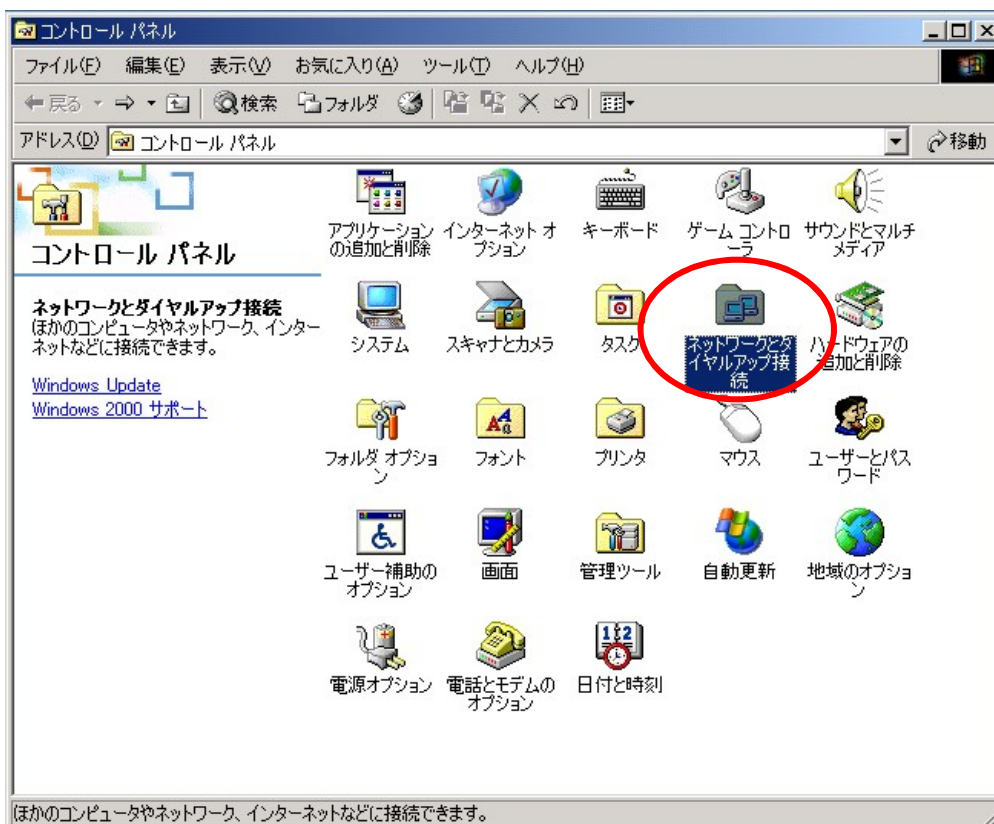 コントロール パネル
ファイル(F) 編集(E) 表示(V) お気に入り(A) ツール(T) ヘルプ(H)
戻る 検索 フォルダ
アドレス(D) コントロール パネル 移動
コントロール パネル
ネットワークとダイヤルアップ接続
ほかのコンピュータやネットワーク、インター
ネットなどに接続できます。
Windows Update
Windows 2000 サポート
アプリケーション
の追加と削除
インターネット オ
プション
キーボード
ゲーム コントロ
ーラ
サウンドとマルチ
メディア
システム
スキャナとカメラ
タスク
ネットワークとダ
イヤルアップ接
続
ハードウェアの
追加と削除
フォルダ オプショ
ン
フォント
プリンタ
マウス
ユーザーとパス
ワード
ユーザー補助の
オプション
画面
管理ツール
自動更新
地域のオプショ
ン
電源オプション
電話とモデムの
オプション
日付と時刻
ほかのコンピュータやネットワーク、インターネットなどに接続できます。